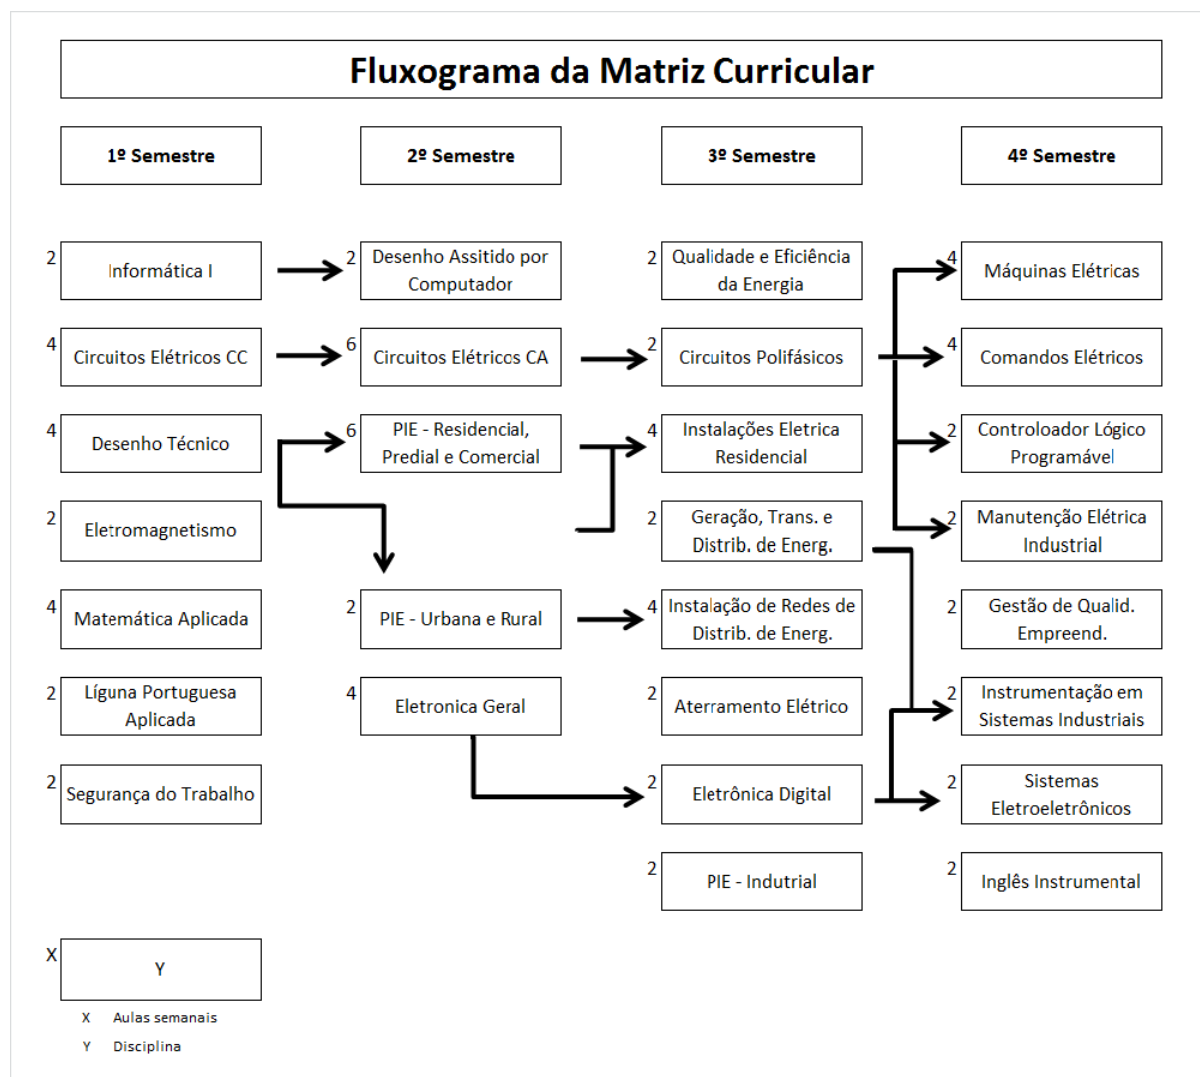 Fluxograma da Matriz Curricular
1º Semestre
2º Semestre
3º Semestre
4º Semestre
2
Informática I
2
Desenho Assitido por
Computador
2
Qualidade e Eficiência
da Energia
4
Máquinas Elétricas
4
Circuitos Elétricos CC
6
Circuitos Elétricos CA
2
Circuitos Polifásicos
4
Comandos Elétricos
4
Desenho Técnico
6
PIE - Residencial,
Predial e Comercial
4
Instalações Eletrica
Residencial
2
Controloador Lógico
Programável
2
Eletromagnetismo
2
Geração, Trans. e
Distrib. de Energ.
2
Manutenção Elétrica
Industrial
4
Matemática Aplicada
2
PIE - Urbana e Rural
4
Instalação de Redes de
Distrib. de Energ.
2
Gestão de Qualid.
Empreend.
2
Líguna Portuguesa
Aplicada
4
Eletronica Geral
2
Aterramento Elétrico
2
Instrumentação em
Sistemas Industriais
2
Segurança do Trabalho
2
Eletrônica Digital
2
Sistemas
Eletroeletrônicos
2
PIE - Indutrial
2
Inglês Instrumental
X
Y
X Aulas semanais
Y Disciplina